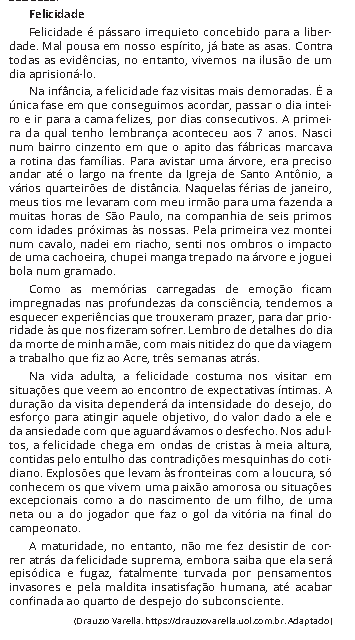 Felicidade
Felicidade é pássaro irrequieto concebido para a liber-
dade. Mal pousa em nosso espírito, já bate as asas. Contra
todas as evidências, no entanto, vivemos na ilusão de um
dia aprisioná-lo.
Na infância, a felicidade faz visitas mais demoradas. É a
única fase em que conseguimos acordar, passar o dia intei-
ro e ir para a cama felizes, por dias consecutivos. A primei-
ra da qual tenho lembrança aconteceu aos 7 anos. Nasci
num bairro cinzento em que o apito das fábricas marcava
a rotina das famílias. Para avistar uma árvore, era preciso
andar até o largo na frente da Igreja de Santo Antônio, a
vários quarteirões de distância. Naquelas férias de janeiro,
meus tios me levaram com meu irmão para uma fazenda a
muitas horas de São Paulo, na companhia de seis primos
com idades próximas às nossas. Pela primeira vez montei
num cavalo, nadei em riacho, senti nos ombros o impacto
de uma cachoeira, chupei manga trepado na árvore e joguei
bola num gramado.
Como as memórias carregadas de emoção ficam
impregnadas nas profundezas da consciência, tendemos a
esquecer experiências que trouxeram prazer, para dar prio-
ridade às que nos fizeram sofrer. Lembro de detalhes do dia
da morte de minha mãe, com mais nitidez do que da viagem
a trabalho que fiz ao Acre, três semanas atrás.
Na vida adulta, a felicidade costuma nos visitar em
situações que veem ao encontro de expectativas íntimas. A
duração da visita dependerá da intensidade do desejo, do
esforço para atingir aquele objetivo, do valor dado a ele e
da ansiedade com que aguardávamos o desfecho. Nos adul-
tos, a felicidade chega em ondas de cristas à meia altura,
contidas pelo entulho das contradições mesquinhas do coti-
diano. Explosões que levam às fronteiras com a loucura, só
conhecem os que vivem uma paixão amorosa ou situações
excepcionais como a do nascimento de um filho, de uma
neta ou a do jogador que faz o gol da vitória na final do
campeonato.
A maturidade, no entanto, não me fez desistir de cor-
rer atrás da felicidade suprema, embora saiba que ela será
episódica e fugaz, fatalmente turvada por pensamentos
invasores e pela maldita insatisfação humana, até acabar
confinada ao quarto de despejo do subconsciente.
(Drauzio Varella. https://drauziovarella.uol.com.br. Adaptado)